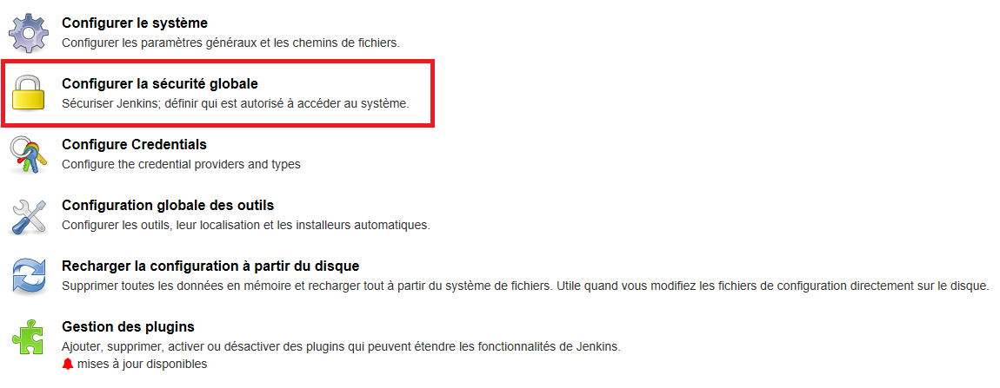 Configurer le système
Configurer les paramètres généraux et les chemins de fichiers.
Configurer la sécurité globale
Sécuriser Jenkins; définir qui est autorisé à accéder au système.
Configure Credentials
Configure the credential providers and types
Configuration globale des outils
Configurer les outils, leur localisation et les installeurs automatiques.
Recharger la configuration à partir du disque
Supprimer toutes les données en mémoire et recharger tout à partir du système de fichiers. Utile quand vous modifiez les fichiers de configuration directement sur le disque.
Gestion des plugins
Ajouter, supprimer, activer ou désactiver des plugins qui peuvent étendre les fonctionnalités de Jenkins.
mises à jour disponibles